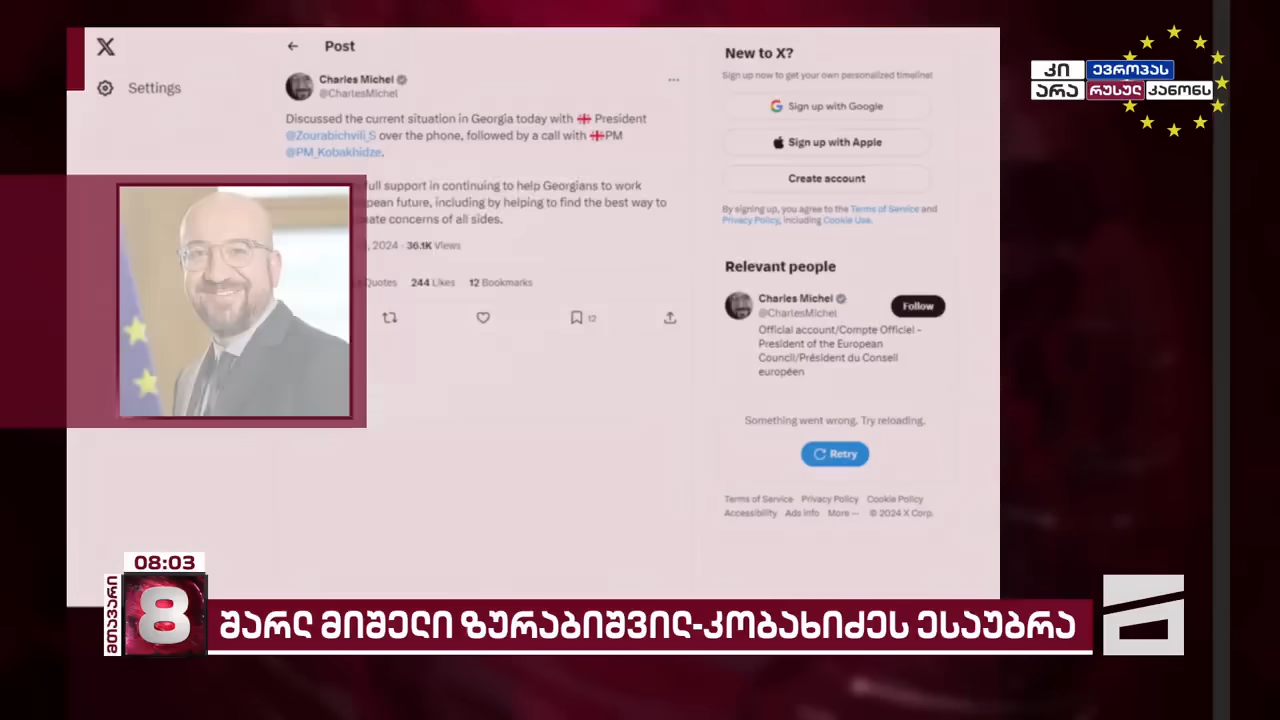 Post
Settings
Charles Michel
@CharlesMichel
Discussed the current situation in Georgia today with President
@Zourabichvili_S over the phone, followed by a call with PM
@PM_Kobakhidze.
full support in continuing to help Georgians to work
pean future, including by helping to find the best way to
concerns of all sides.
, 2024 · 36.1K Views
Quotes 244 Likes 12 Bookmarks
12
New to X?
Sign up now to get your own personalized timeline!
Sign up with Google
Sign up with Apple
Create account
By signing up, you agree to the Terms of Service and
Privacy Policy, including Cookie Use.
Relevant people
Charles Michel
@CharlesMichel
Follow
Official account/Compte Officiel -
President of the European
Council/Président du Conseil
européen
Something went wrong. Try reloading.
Retry
Terms of Service Privacy Policy Cookie Policy
Accessibility Ads info More ··· © 2024 X Corp.
კი ევროპას
არა რუსულ კანონს
08:03
მთავარი
8
შარლ მიშელი ზურაბიშვილ-კობახიძეს ესაუბრა